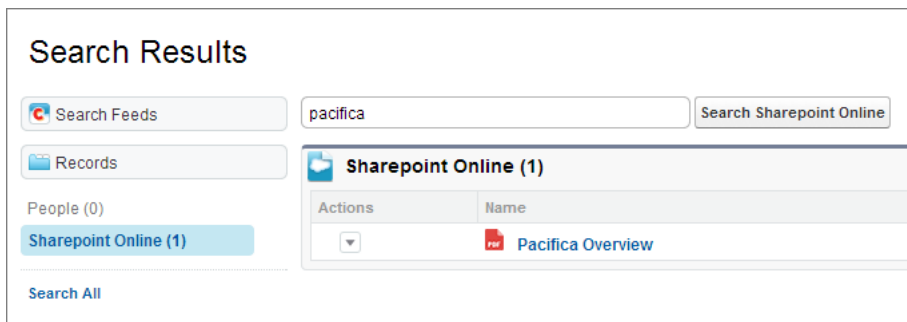 Search Results
Search Feeds
Records
People (0)
Sharepoint Online (1)
Search All
pacifica
Search Sharepoint Online
Sharepoint Online (1)
Actions Name
PDF Pacifica Overview